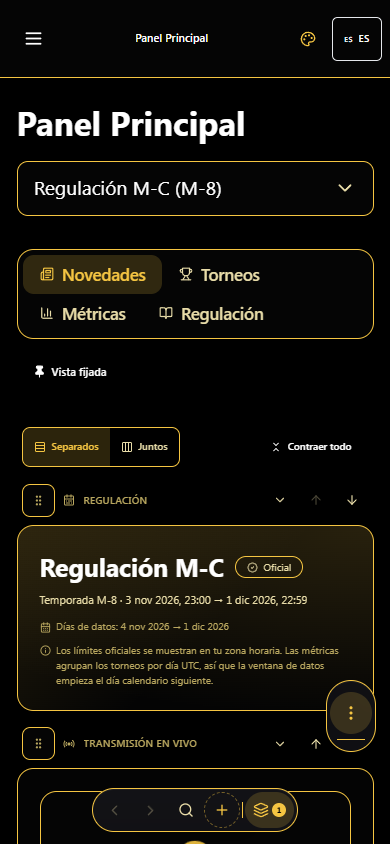 Panel Principal
ES ES
Panel Principal
Regulación M-C (M-8)
Novedades
Torneos
Métricas
Regulación
Vista fijada
Separados
Juntos
Contraer todo
REGULACIÓN
Regulación M-C
Oficial
Temporada M-8 · 3 nov 2026, 23:00 → 1 dic 2026, 22:59
Días de datos: 4 nov 2026 → 1 dic 2026
Los límites oficiales se muestran en tu zona horaria. Las métricas
agrupan los torneos por día UTC, así que la ventana de datos
empieza el día calendario siguiente.
TRANSMISIÓN EN VIVO
1